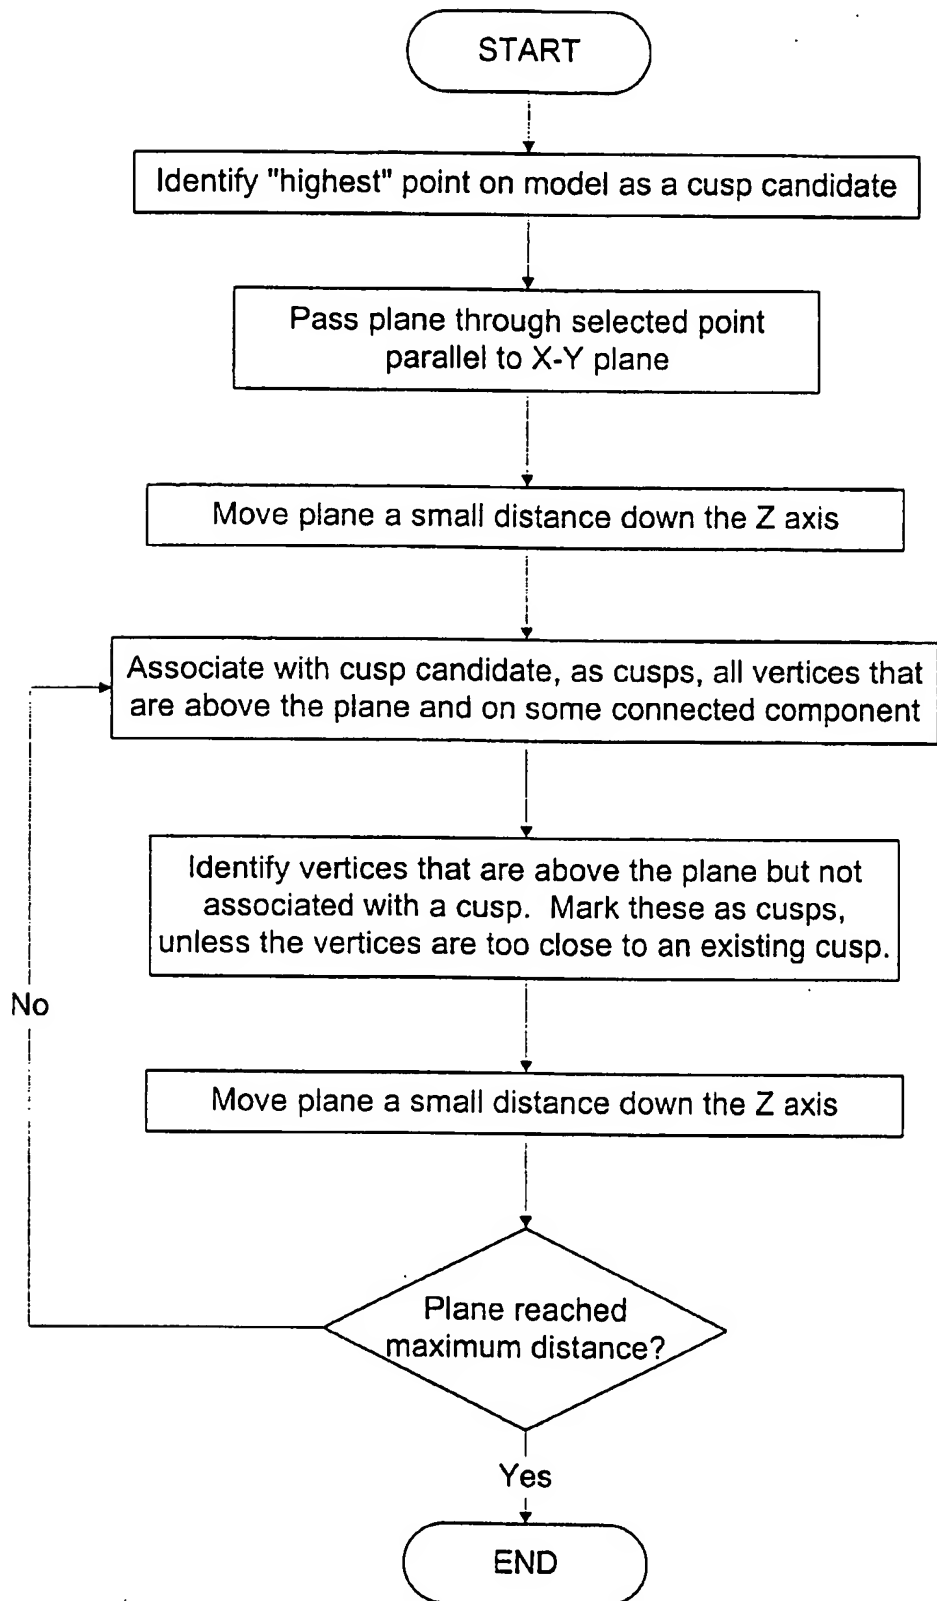 START
Identify "highest" point on model as a cusp candidate
Pass plane through selected point
parallel to X-Y plane
Move plane a small distance down the Z axis
Associate with cusp candidate, as cusps, all vertices that
are above the plane and on some connected component
Identify vertices that are above the plane but not
associated with a cusp. Mark these as cusps,
unless the vertices are too close to an existing cusp.
No
Move plane a small distance down the Z axis
Plane reached
maximum distance?
Yes
END